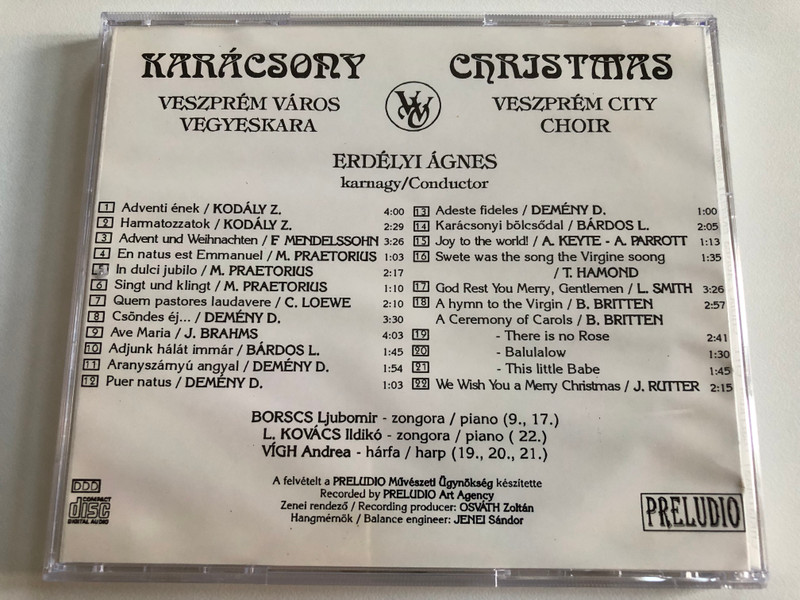 KARÁCSONY
CHRISTMAS
VESZPRÉM VÁROS
VEGYESKARA
VVC
VESZPRÉM CITY
CHOIR
ERDÉLYI ÁGNES
karnagy/Conductor
1 Adventi ének / KODÁLY Z. 4:00
2 Harmatozzatok / KODÁLY Z. 2:29
3 Advent und Weihnachten / F. MENDELSSOHN 3:26
4 En natus est Emmanuel / M. PRAETORIUS 1:03
5 In dulci jubilo / M. PRAETORIUS 2:17
6 Singt und klingt / M. PRAETORIUS 1:10
7 Quem pastores laudavere / C. LOEWE 2:10
8 Csöndes éj... / DEMÉNY D. 3:30
9 Ave Maria / J. BRAHMS 4:03
10 Adjunk hálát immár / BÁRDOS L. 1:45
11 Aranyszárnyú angyal / DEMÉNY D. 1:54
12 Puer natus / DEMÉNY D. 1:03
13 Adeste fideles / DEMÉNY D. 1:00
14 Karácsonyi bölcsődal / BÁRDOS L. 2:05
15 Joy to the world! / A. KEYTE - A. PARROTT 1:13
16 Swete was the song the Virgine soong 1:35
/ T. HAMOND
17 God Rest You Merry, Gentlemen / L. SMITH 3:26
18 A hymn to the Virgin / B. BRITTEN 2:57
A Ceremony of Carols / B. BRITTEN
19 - There is no Rose 2:41
20 - Balulalow 1:30
21 - This little Babe 1:45
22 We Wish You a Merry Christmas / J. RUTTER 2:15
BORSCS Ljubomir - zongora / piano (9., 17.)
L. KOVÁCS Ildikó - zongora / piano ( 22.)
VÍGH Andrea - hárfa / harp (19., 20., 21.)
A felvételt a PRELUDIO Művészeti Ügynökség készítette
Recorded by PRELUDIO Art Agency
Zenei rendező / Recording producer: OSVÁTH Zoltán
Hangmérnök / Balance engineer: JENEI Sándor
DDD
COMPACT
disc
DIGITAL AUDIO
PRELUDIO